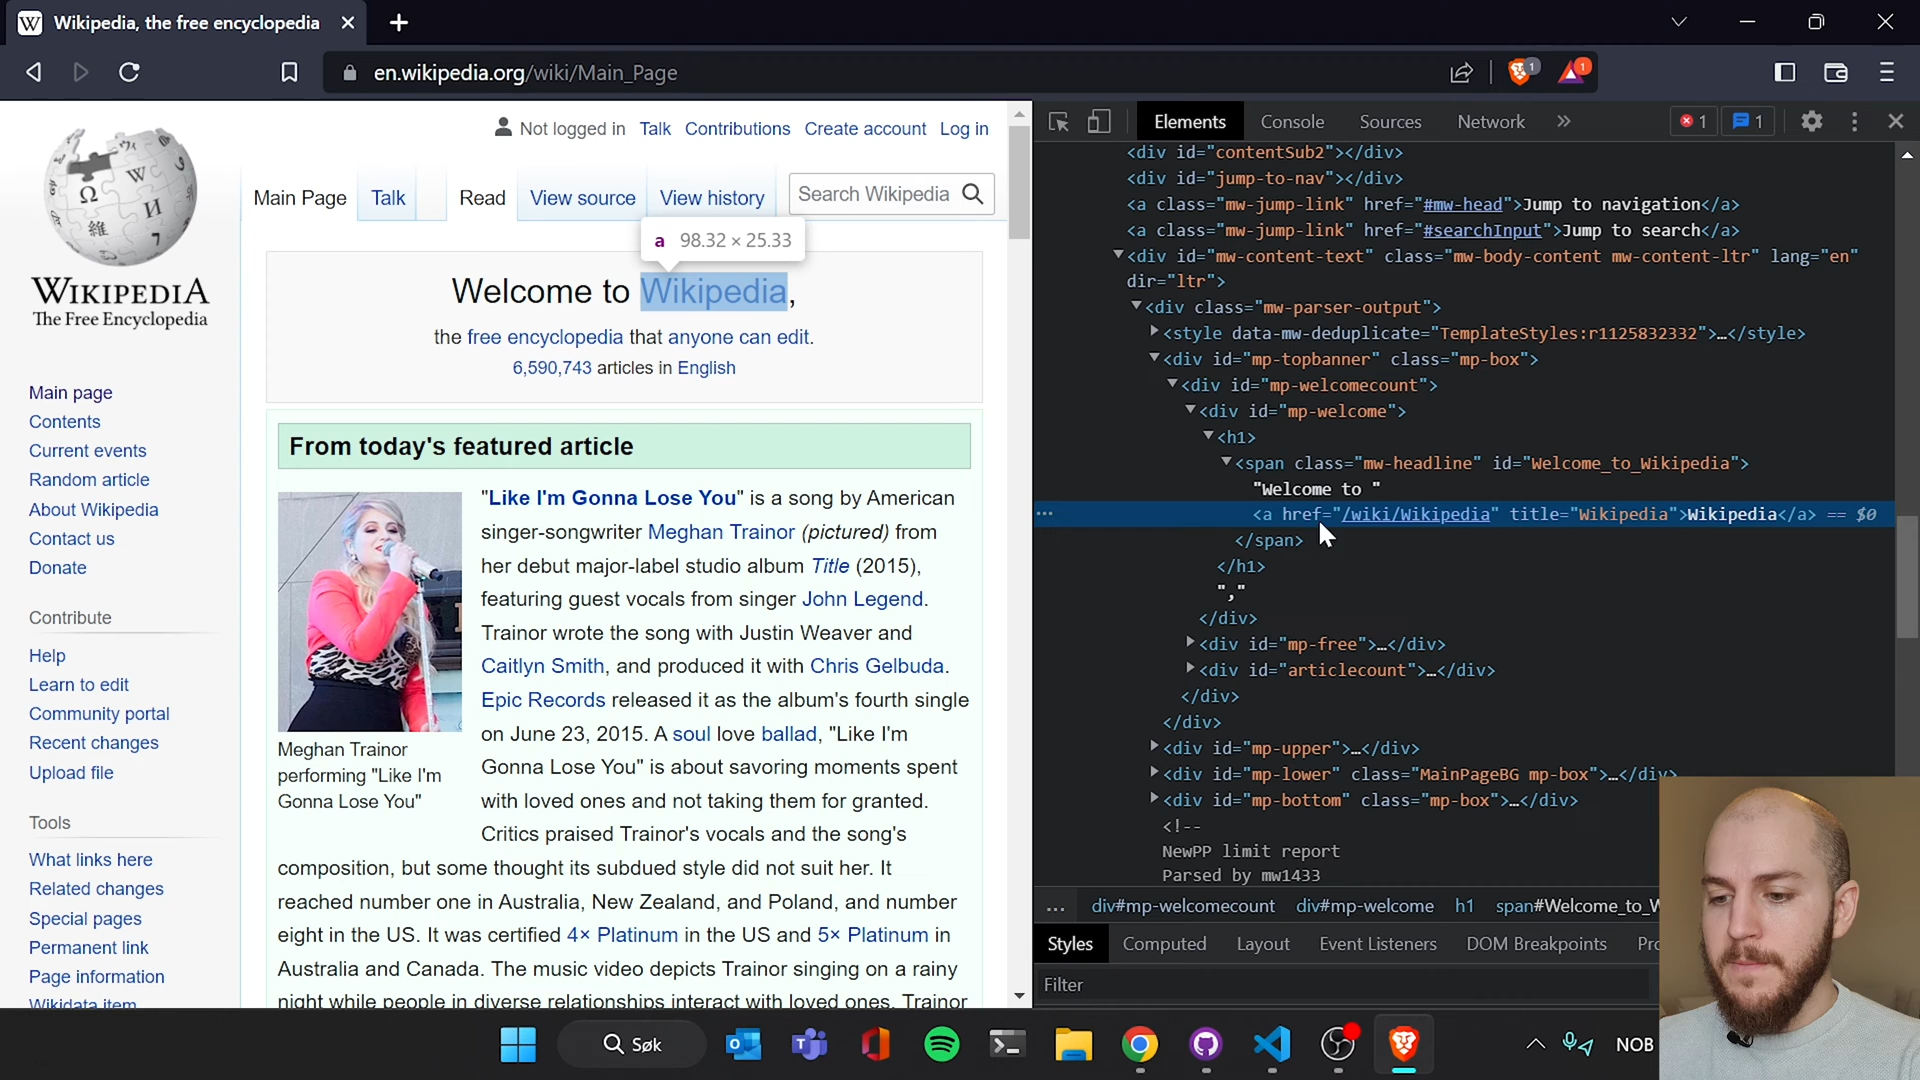 Wikipedia, the free encyclopedia
en.wikipedia.org/wiki/Main_Page
1
1
Not logged in Talk Contributions Create account Log in
Main Page Talk Read View source View history Search Wikipedia
a 98.32 × 25.33
WIKIPEDIA
The Free Encyclopedia
Main page
Contents
Current events
Random article
About Wikipedia
Contact us
Donate
Contribute
Help
Learn to edit
Community portal
Recent changes
Upload file
Tools
What links here
Related changes
Special pages
Permanent link
Page information
Wikidata item
Welcome to Wikipedia,
the free encyclopedia that anyone can edit.
6,590,743 articles in English
From today's featured article
"Like I'm Gonna Lose You" is a song by American
singer-songwriter Meghan Trainor (pictured) from
her debut major-label studio album Title (2015),
featuring guest vocals from singer John Legend.
Trainor wrote the song with Justin Weaver and
Caitlyn Smith, and produced it with Chris Gelbuda.
Epic Records released it as the album's fourth single
on June 23, 2015. A soul love ballad, "Like I'm
Gonna Lose You" is about savoring moments spent
with loved ones and not taking them for granted.
Critics praised Trainor's vocals and the song's
composition, but some thought its subdued style did not suit her. It
reached number one in Australia, New Zealand, and Poland, and number
eight in the US. It was certified 4× Platinum in the US and 5× Platinum in
Australia and Canada. The music video depicts Trainor singing on a rainy
night while people in diverse relationships interact with loved ones. Trainor
Meghan Trainor
performing "Like I'm
Gonna Lose You"
Elements Console Sources Network » 1 1
<div id="contentSub2"></div>
<div id="jump-to-nav"></div>
<a class="mw-jump-link" href="#mw-head">Jump to navigation</a>
<a class="mw-jump-link" href="#searchInput">Jump to search</a>
<div id="mw-content-text" class="mw-body-content mw-content-ltr" lang="en"
dir="ltr">
<div class="mw-parser-output">
<style data-mw-deduplicate="TemplateStyles:r1125832332">…</style>
<div id="mp-topbanner" class="mp-box">
<div id="mp-welcomecount">
<div id="mp-welcome">
<h1>
<span class="mw-headline" id="Welcome_to_Wikipedia">
"Welcome to "
<a href="/wiki/Wikipedia" title="Wikipedia">Wikipedia</a> == $0
</span>
</h1>
","
</div>
<div id="mp-free">…</div>
<div id="articlecount">…</div>
</div>
</div>
<div id="mp-upper">…</div>
<div id="mp-lower" class="MainPageBG mp-box">…</div>
<div id="mp-bottom" class="mp-box">…</div>
<!--
NewPP limit report
Parsed by mw1433
... div#mp-welcomecount div#mp-welcome h1 span#Welcome_to_W
Styles Computed Layout Event Listeners DOM Breakpoints Pro
Filter
Søk
NOB